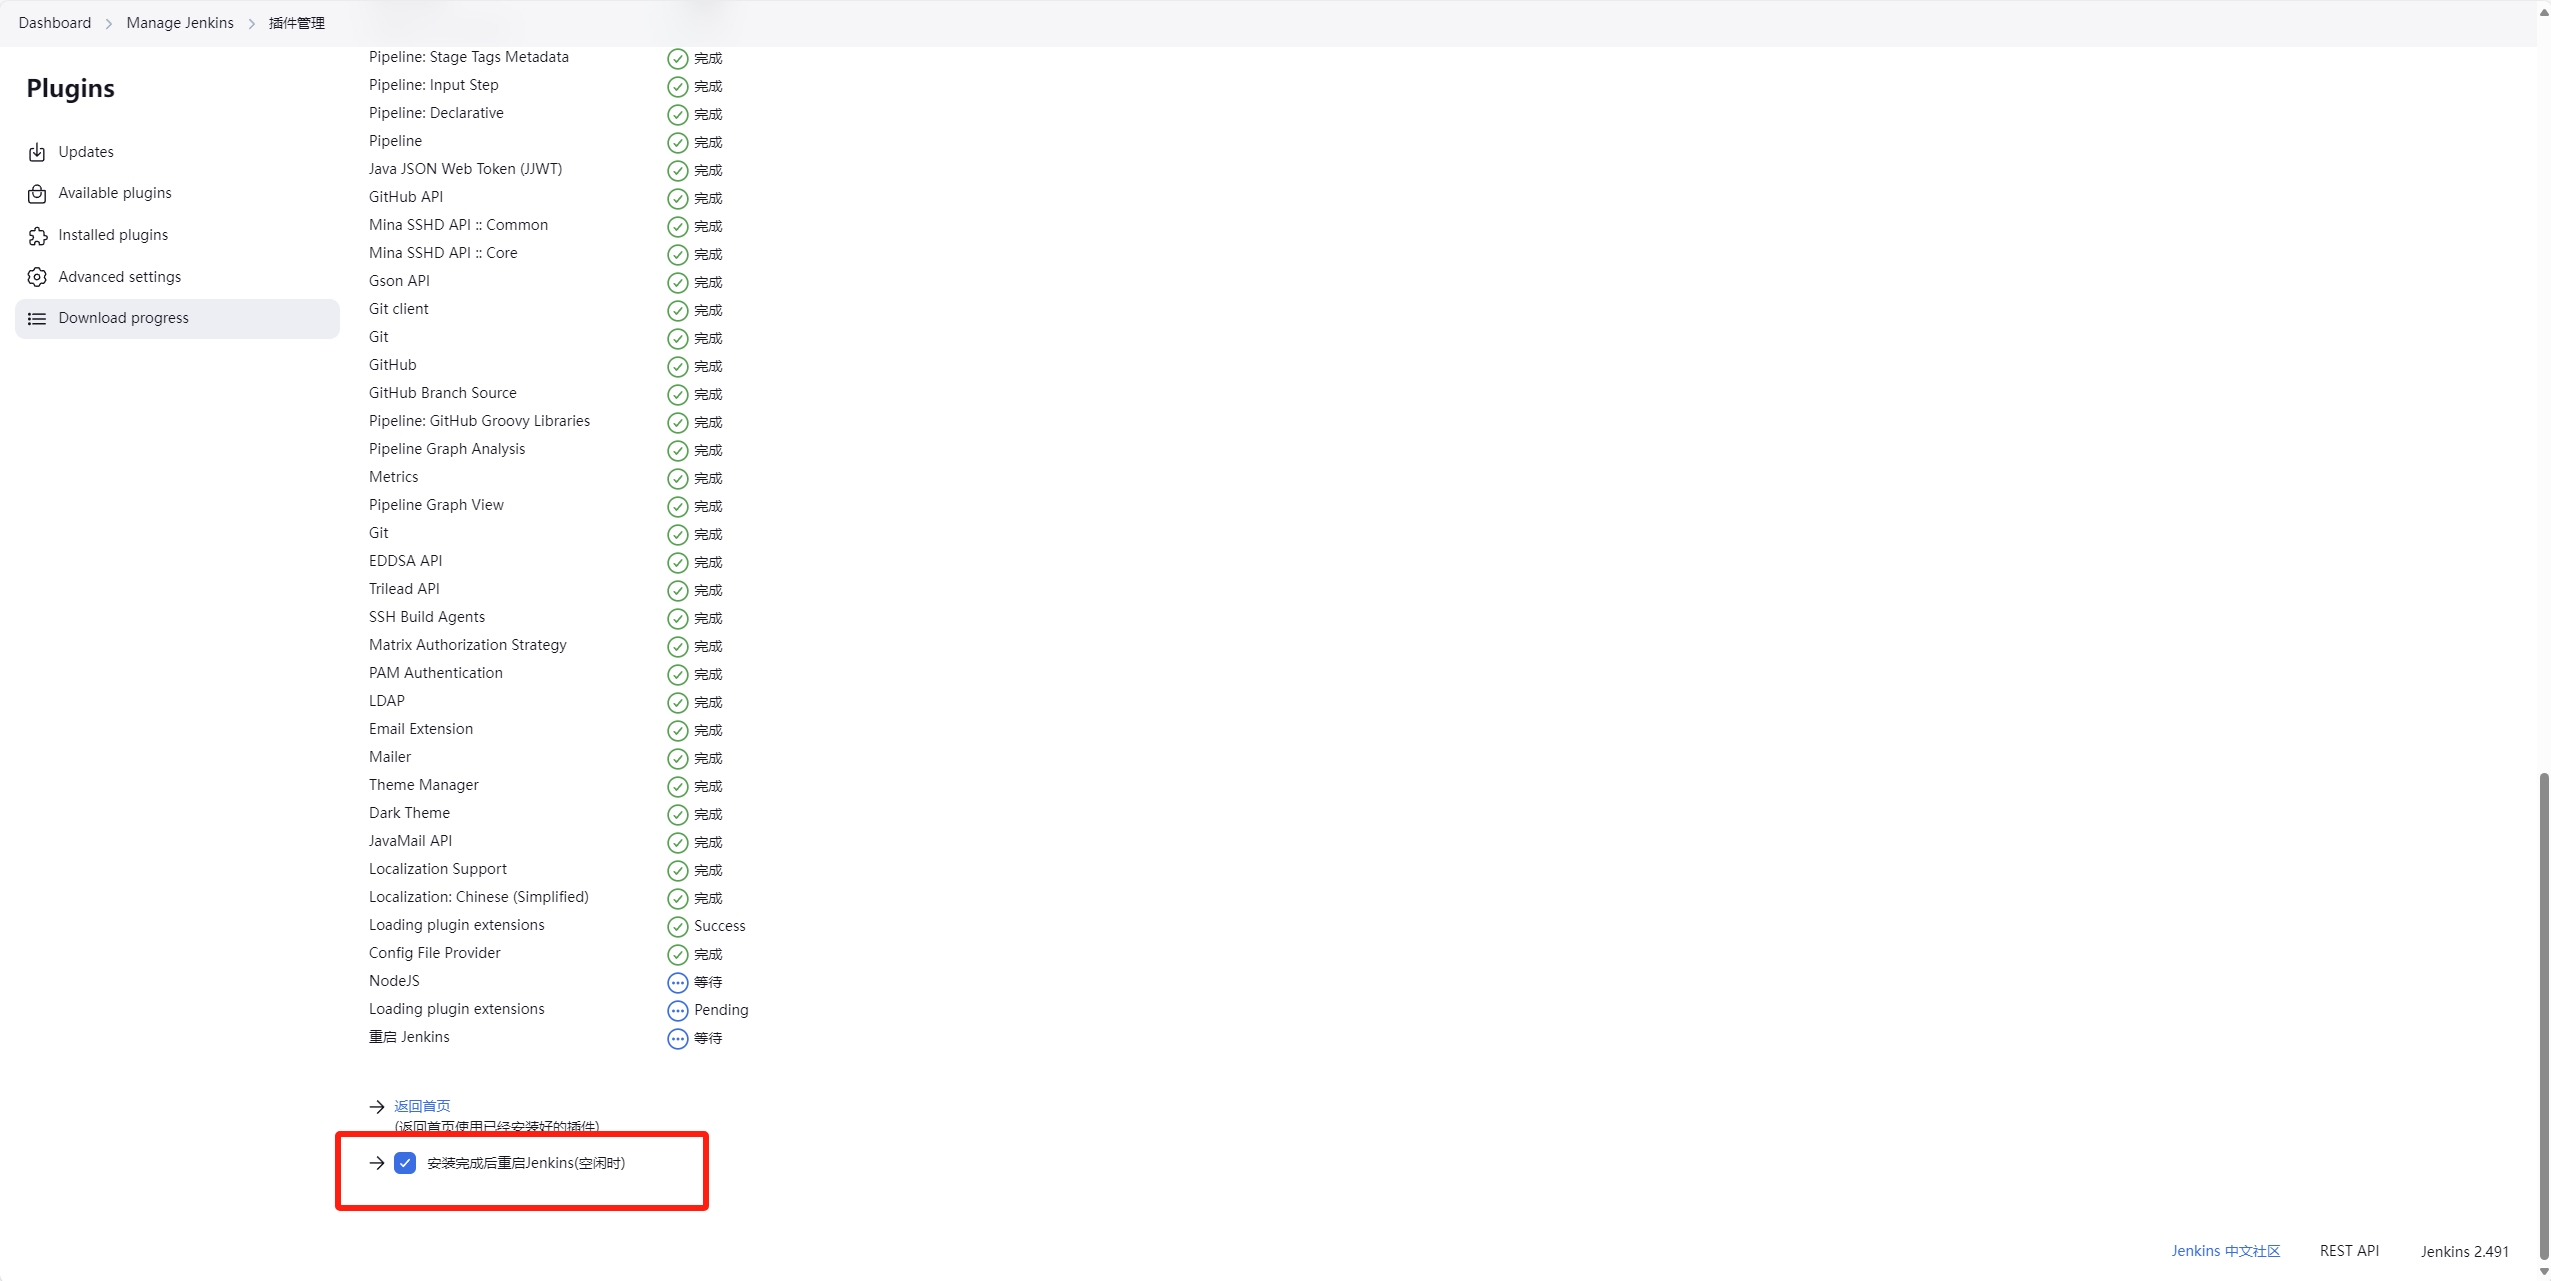 Dashboard > Manage Jenkins > 插件管理
Plugins
Updates
Available plugins
Installed plugins
Advanced settings
Download progress
Pipeline: Stage Tags Metadata 完成
Pipeline: Input Step 完成
Pipeline: Declarative 完成
Pipeline 完成
Java JSON Web Token (JJWT) 完成
GitHub API 完成
Mina SSHD API :: Common 完成
Mina SSHD API :: Core 完成
Gson API 完成
Git client 完成
Git 完成
GitHub 完成
GitHub Branch Source 完成
Pipeline: GitHub Groovy Libraries 完成
Pipeline Graph Analysis 完成
Metrics 完成
Pipeline Graph View 完成
Git 完成
EDDSA API 完成
Trilead API 完成
SSH Build Agents 完成
Matrix Authorization Strategy 完成
PAM Authentication 完成
LDAP 完成
Email Extension 完成
Mailer 完成
Theme Manager 完成
Dark Theme 完成
JavaMail API 完成
Localization Support 完成
Localization: Chinese (Simplified) 完成
Loading plugin extensions Success
Config File Provider 完成
NodeJS 等待
Loading plugin extensions Pending
重启 Jenkins 等待
→ 返回首页
(返回首页使用已经安装好的插件)
→ 安装完成后重启Jenkins(空闲时)
Jenkins 中文社区 REST API Jenkins 2.491